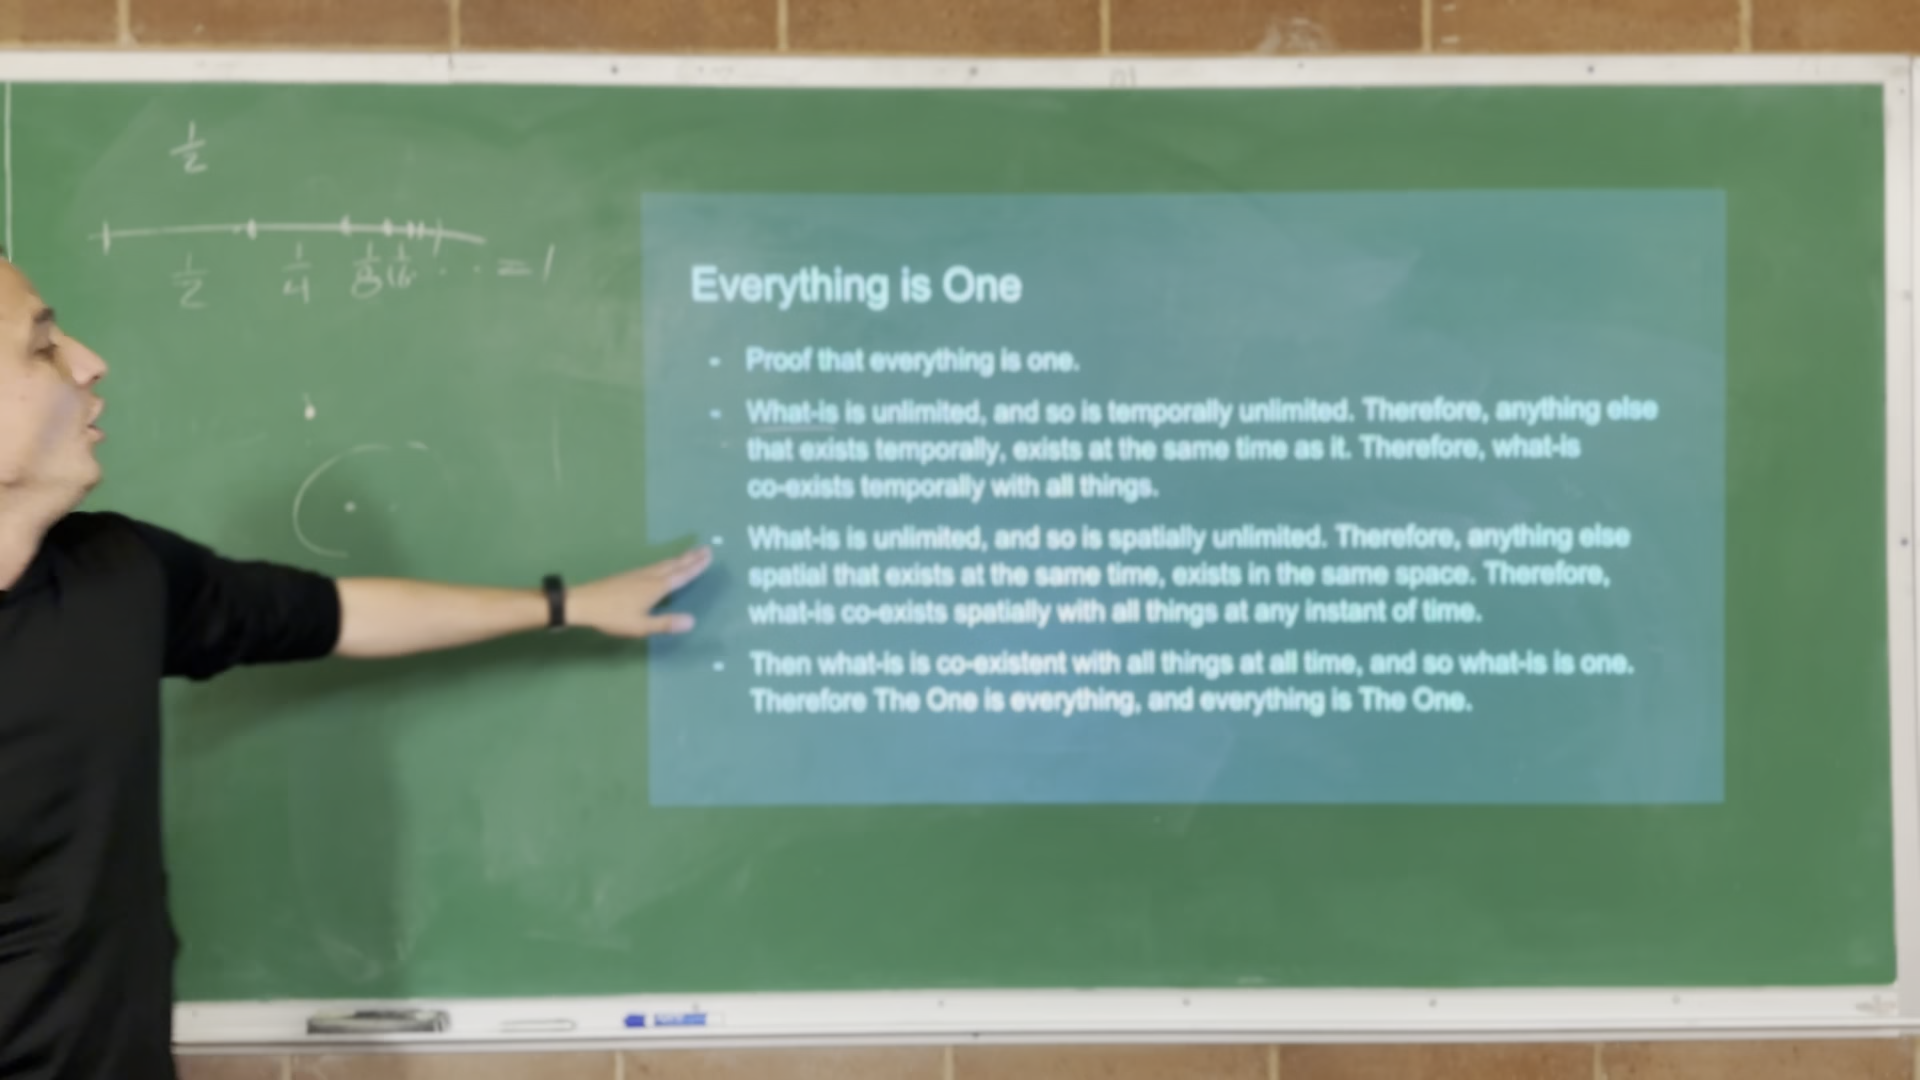 1/2
1/2 1/4 1/8 1/16 . . . = 1
Everything is One
- Proof that everything is one.
- What-is is unlimited, and so is temporally unlimited. Therefore, anything else
that exists temporally, exists at the same time as it. Therefore, what-is
co-exists temporally with all things.
- What-is is unlimited, and so is spatially unlimited. Therefore, anything else
spatial that exists at the same time, exists in the same space. Therefore,
what-is co-exists spatially with all things at any instant of time.
- Then what-is is co-existent with all things at all time, and so what-is is one.
Therefore The One is everything, and everything is The One.